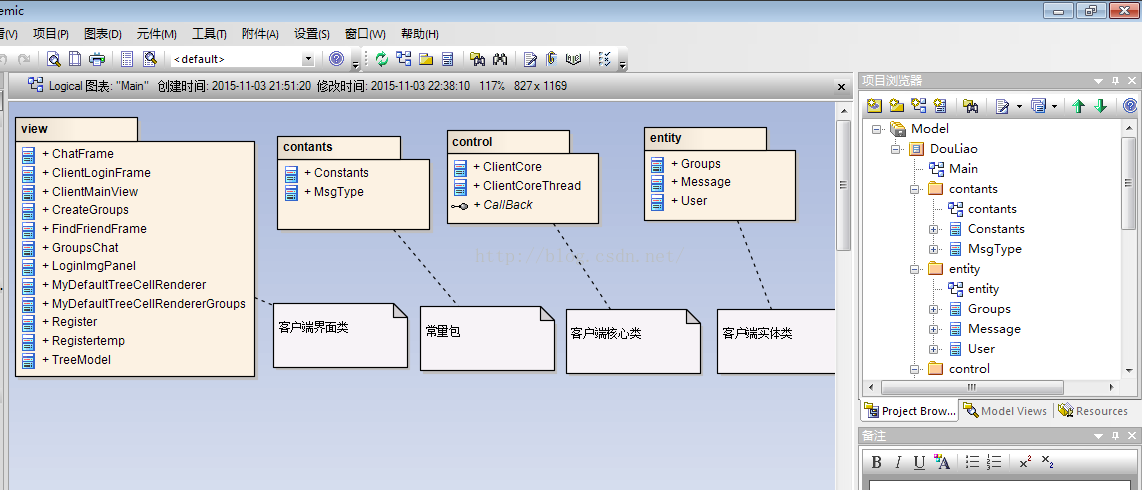 emic
看(V) 项目(P) 图表(D) 元件(M) 工具(T) 附件(A) 设置(S) 窗口(W) 帮助(H)
<default>
Logical 图表: "Main" 创建时间: 2015-11-03 21:51:20 修改时间: 2015-11-03 22:38:10 117% 827 x 1169
view
+ ChatFrame
+ ClientLoginFrame
+ ClientMainView
+ CreateGroups
+ FindFriendFrame
+ GroupsChat
+ LoginImgPanel
+ MyDefaultTreeCellRenderer
+ MyDefaultTreeCellRendererGroups
+ Register
+ Registertemp
+ TreeModel
contants
+ Constants
+ MsgType
control
+ ClientCore
+ ClientCoreThread
+ CallBack
entity
+ Groups
+ Message
+ User
http://blog.csdn.net/
客户端界面类
常量包
客户端核心类
客户端实体类
项目浏览器
Model
DouLiao
Main
contants
contants
Constants
MsgType
entity
entity
Groups
Message
User
control
Project Brow...
Model Views
Resources
备注
B I U A x² x₂